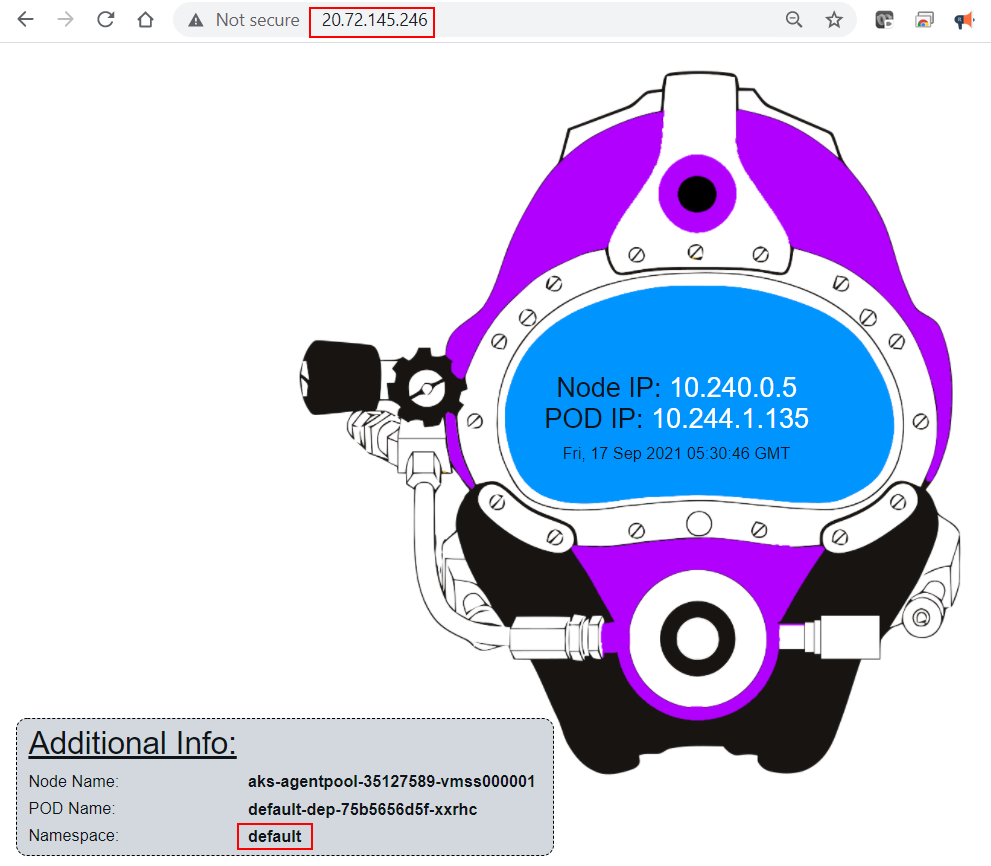 Not secure 20.72.145.246
Node IP: 10.240.0.5
POD IP: 10.244.1.135
Fri, 17 Sep 2021 05:30:46 GMT
Additional Info:
Node Name: aks-agentpool-35127589-vmss000001
POD Name: default-dep-75b5656d5f-xxrhc
Namespace: default